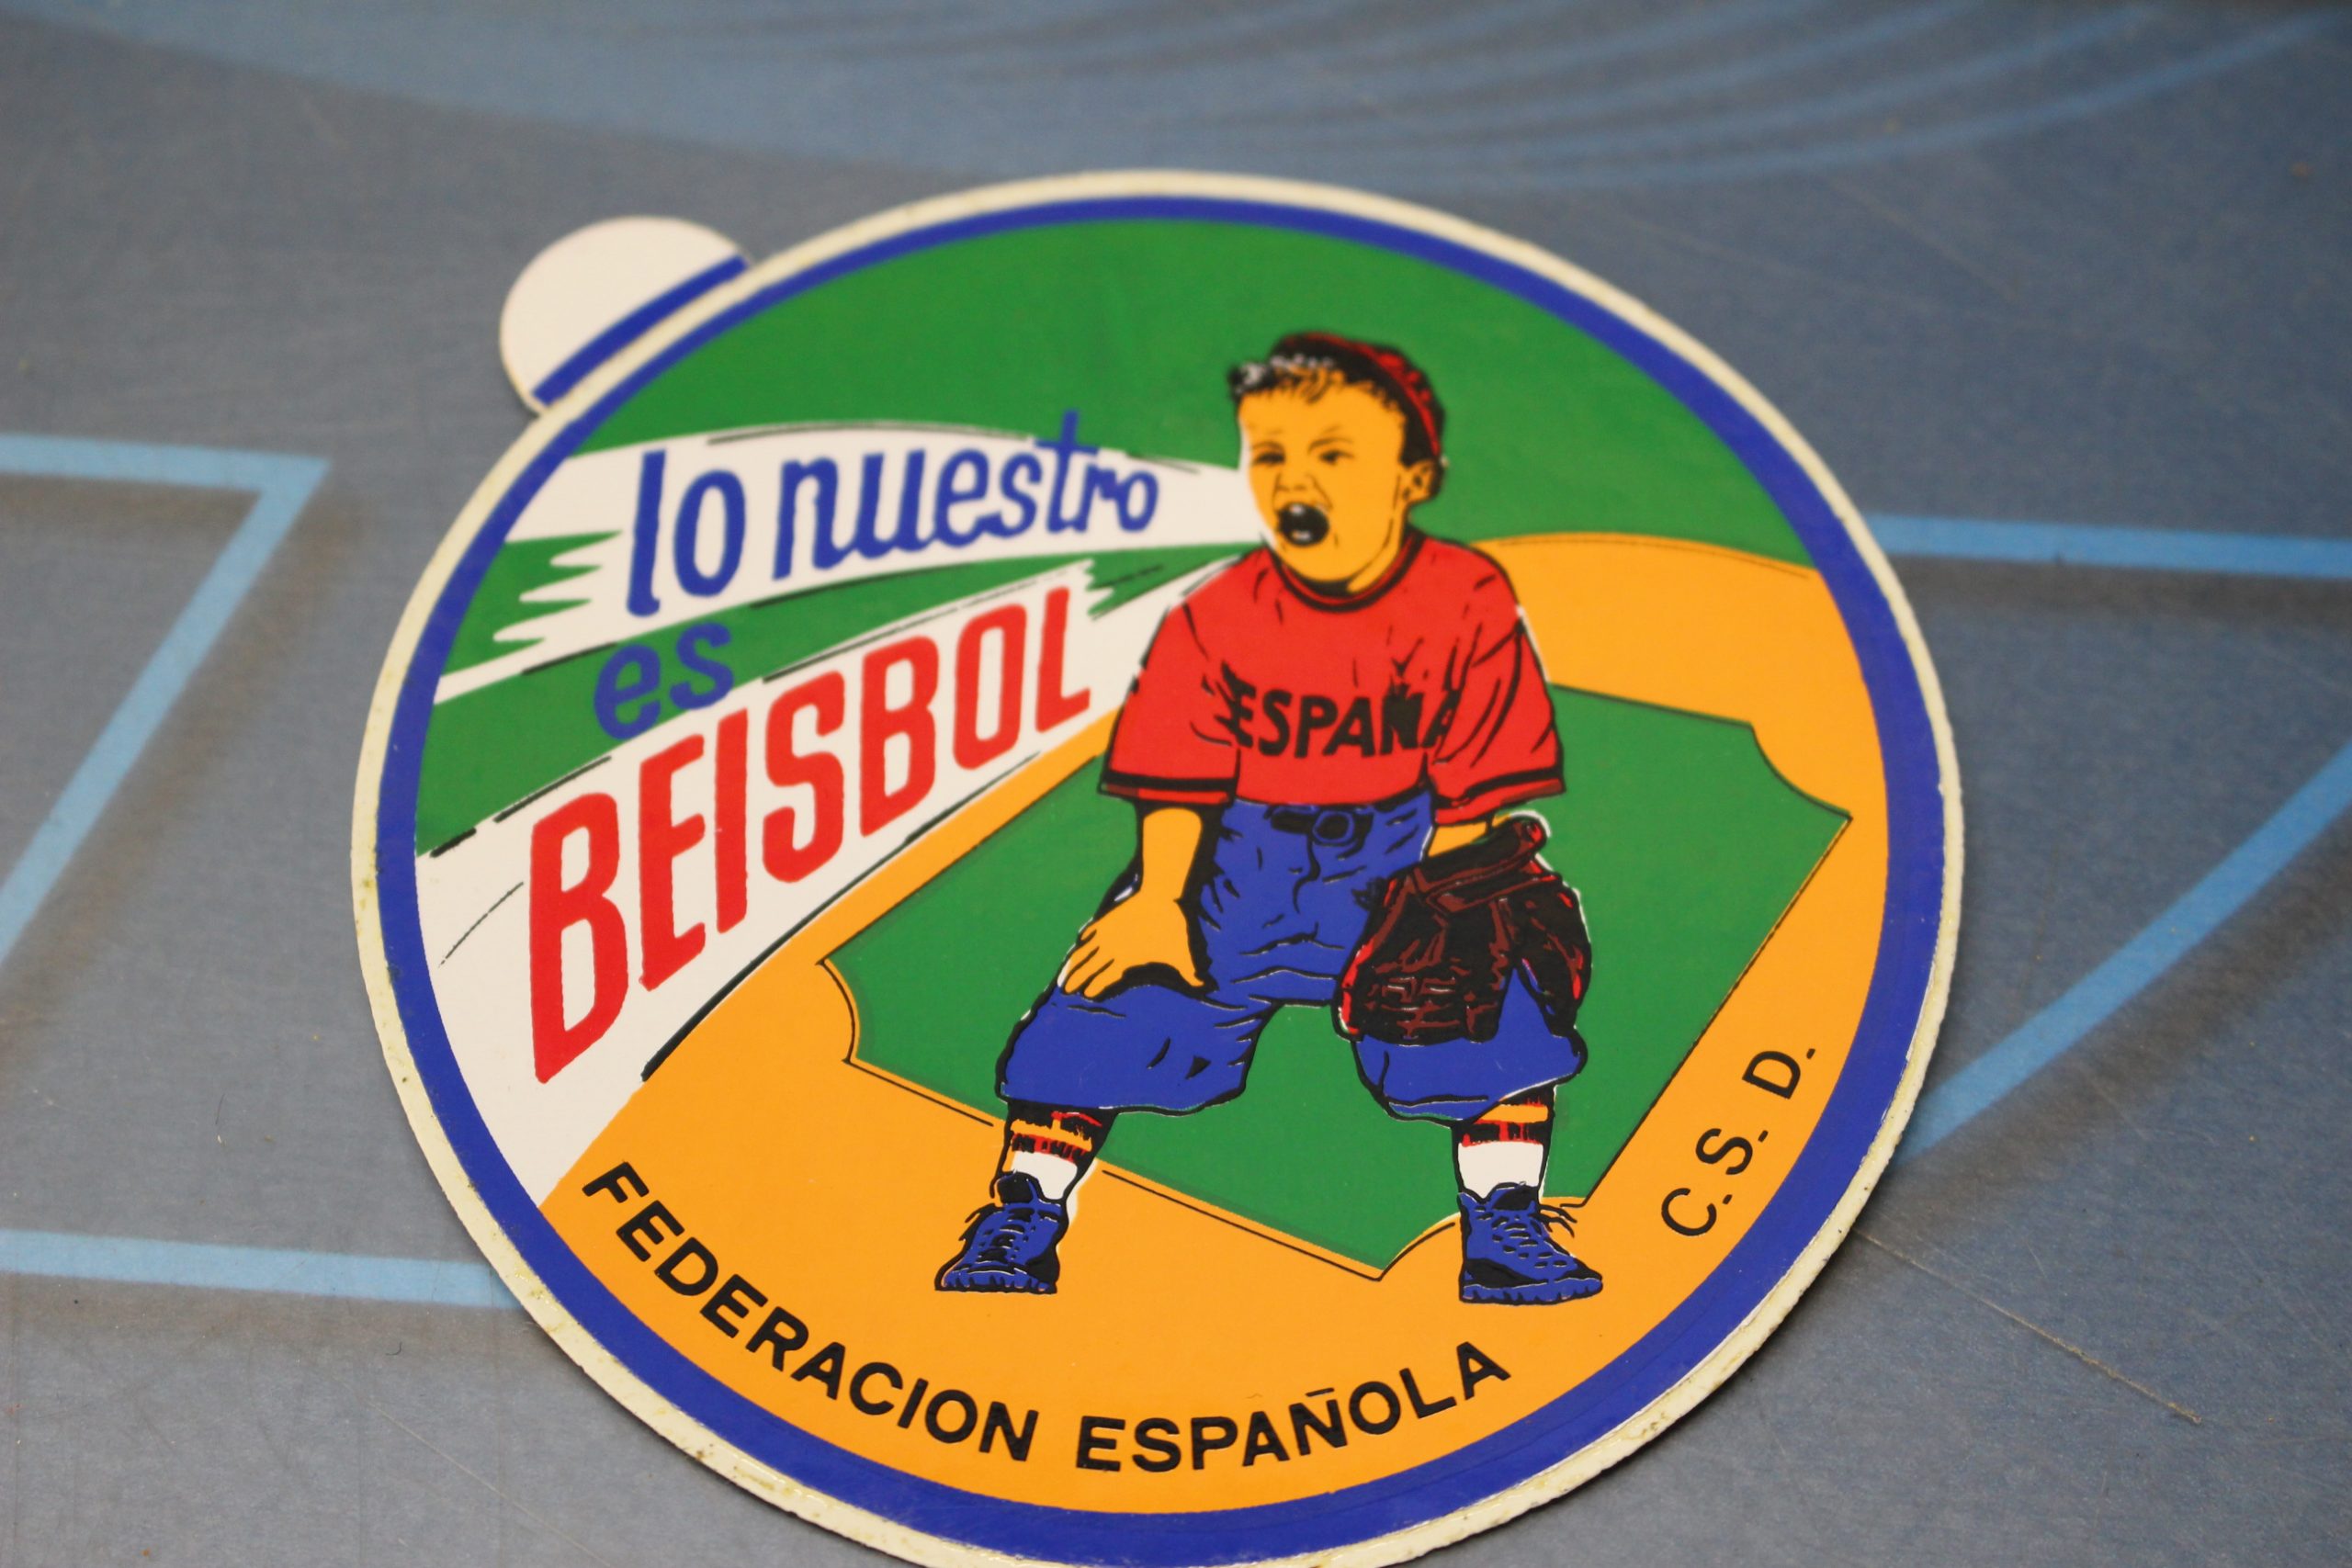 lo nuestro
es
BEISBOL
ESPAÑA
FEDERACION ESPAÑOLA
C.S.D.